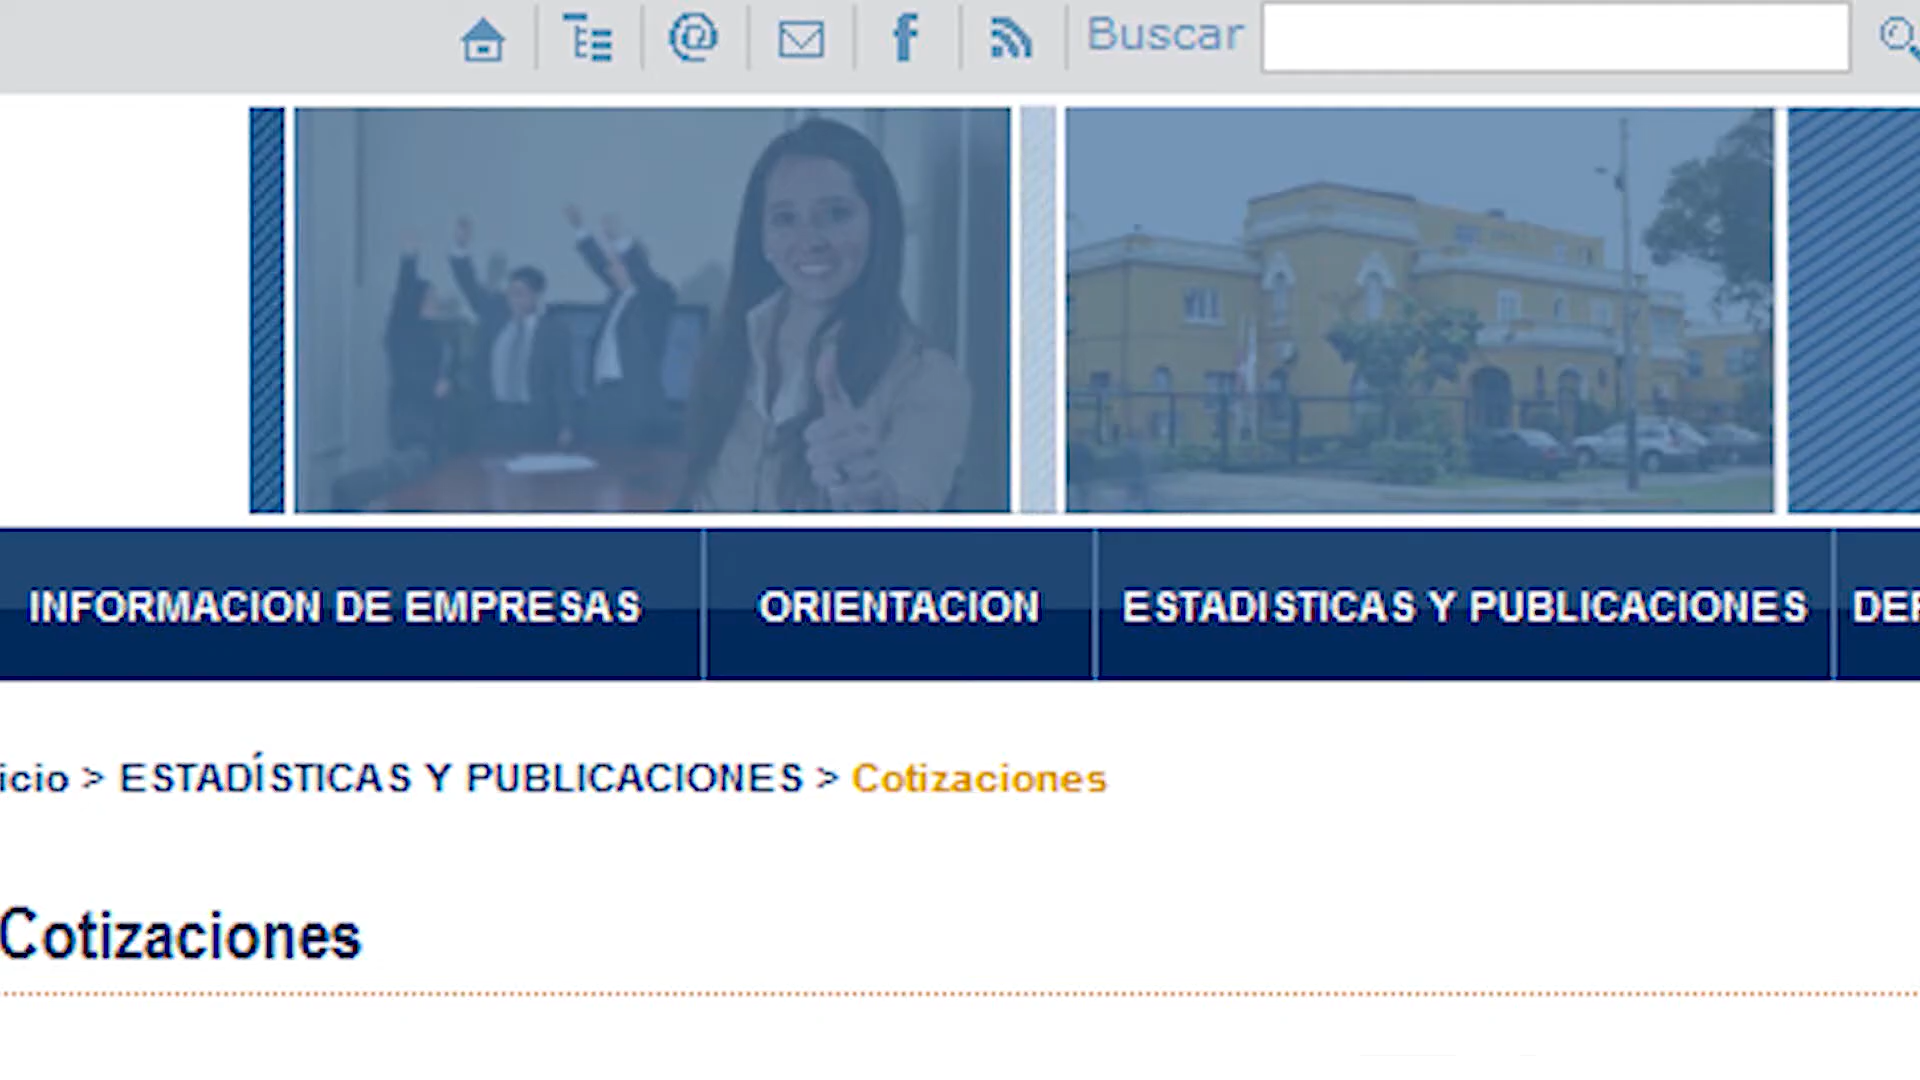 Buscar
INFORMACION DE EMPRESAS
ORIENTACION
ESTADISTICAS Y PUBLICACIONES
icio > ESTADÍSTICAS Y PUBLICACIONES > Cotizaciones
Cotizaciones